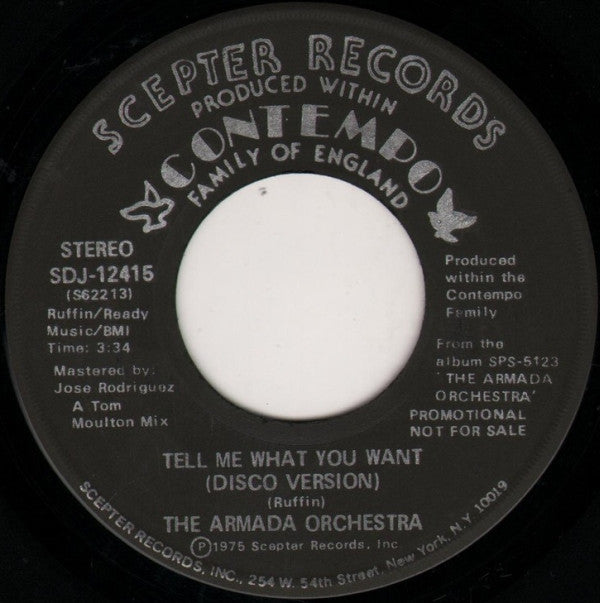 SCEPTER RECORDS
PRODUCED WITHIN
CONTEMPO
FAMILY OF ENGLAND
STEREO
SDJ-12415
(S62213)
Ruffin/Ready
Music/BMI
Time: 3:34
Mastered by:
Jose Rodriguez
A Tom
Moulton Mix
Produced
within the
Contempo
Family
From the
album SPS-5123
'THE ARMADA
ORCHESTRA'
PROMOTIONAL
NOT FOR SALE
TELL ME WHAT YOU WANT
(DISCO VERSION)
(Ruffin)
THE ARMADA ORCHESTRA
Ⓟ1975 Scepter Records, Inc.
SCEPTER RECORDS, INC., 254 W. 54th Street, New York, N.Y. 10019